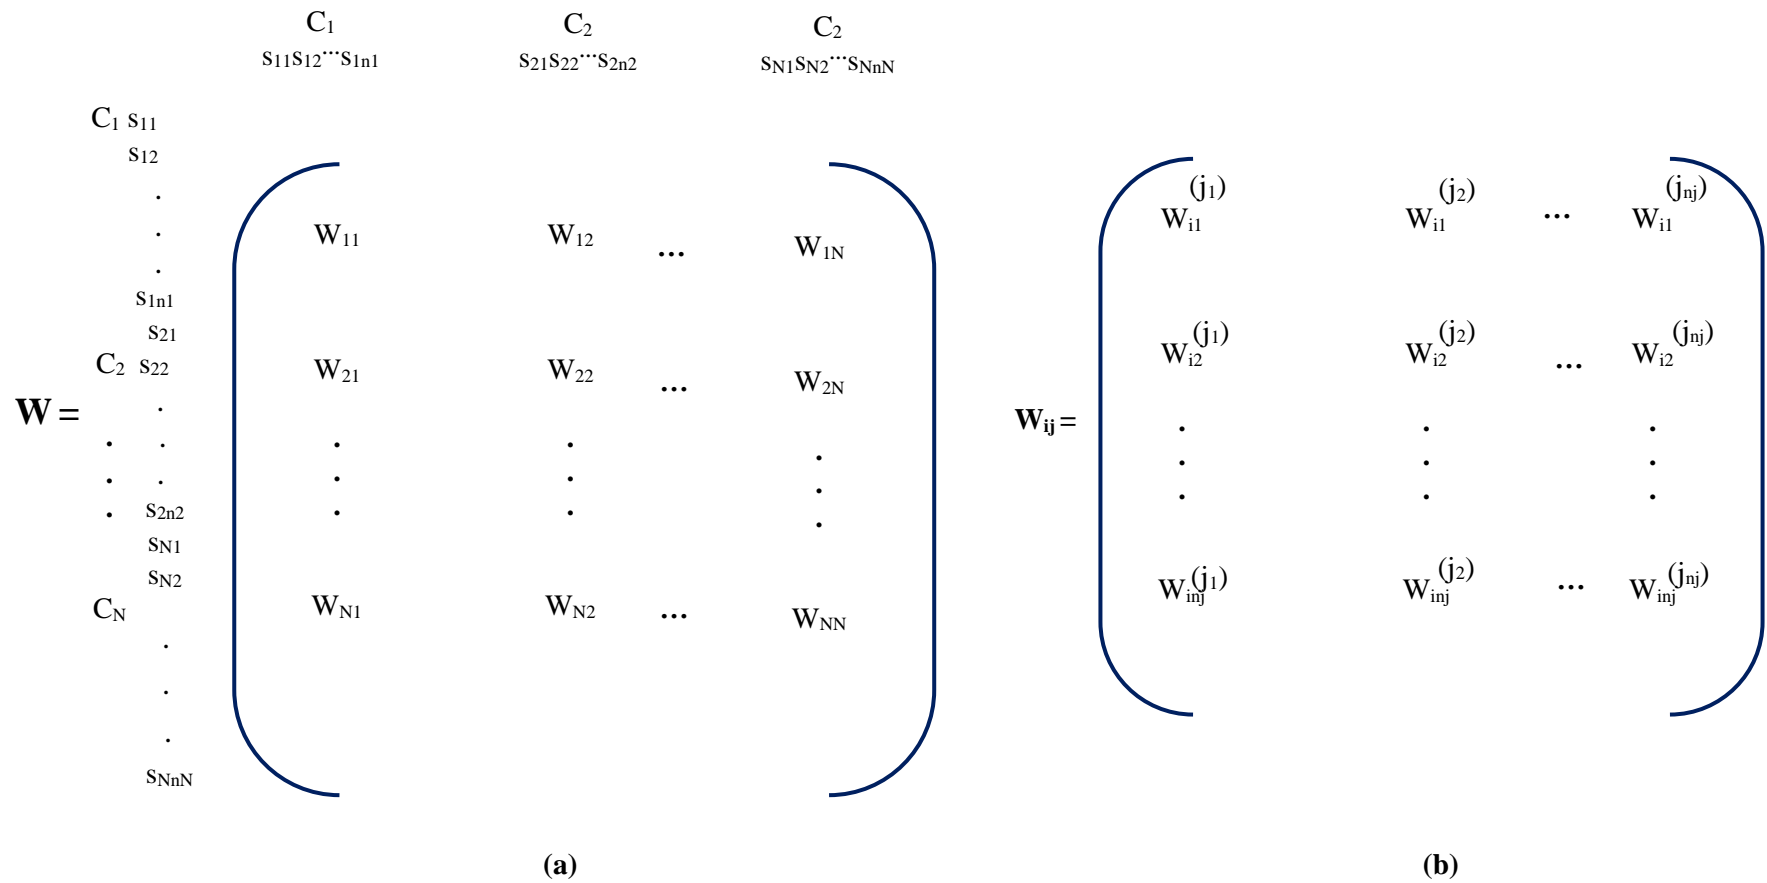 C1 C2 C2
s11s12...s1n1 s21s22...s2n2 sN1sN2...sNnN
C1 s11
s12
.
.
.
s1n1
s21
C2 s22
.
. .
. .
. s2n2
sN1
sN2
CN
.
.
.
sNnN
W =
W11 W12 ... W1N
W21 W22 ... W2N
. . .
. . .
. . .
WN1 WN2 ... WNN
(a)
Wij =
Wi1(j1) Wi1(j2) ... Wi1(jnj)
Wi2(j1) Wi2(j2) ... Wi2(jnj)
. . .
. . .
. . .
Winj(j1) Winj(j2) ... Winj(jnj)
(b)